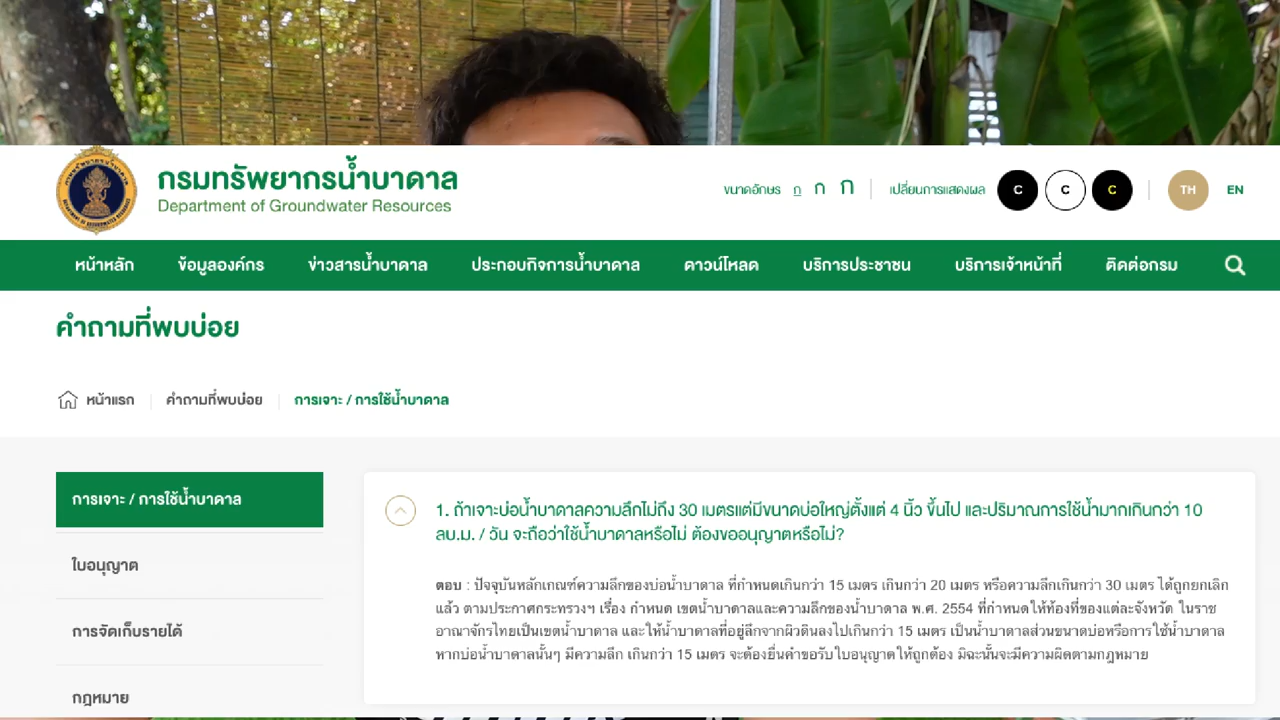 กรมทรัพยากรน้ำบาดาล
Department of Groundwater Resources
ขนาดอักษร ก ก ก
เปลี่ยนการแสดงผล C C C
TH EN
หน้าหลัก ข้อมูลองค์กร ข่าวสารน้ำบาดาล ประกอบกิจการน้ำบาดาล ดาวน์โหลด บริการประชาชน บริการเจ้าหน้าที่ ติดต่อกรม
คำถามที่พบบ่อย
หน้าแรก คำถามที่พบบ่อย การเจาะ / การใช้น้ำบาดาล
การเจาะ / การใช้น้ำบาดาล
ใบอนุญาต
การจัดเก็บรายได้
กฎหมาย
1. ถ้าเจาะบ่อน้ำบาดาลความลึกไม่ถึง 30 เมตรแต่มีขนาดบ่อใหญ่ตั้งแต่ 4 นิ้ว ขึ้นไป และปริมาณการใช้น้ำมากเกินกว่า 10
ลบ.ม. / วัน จะถือว่าใช้น้ำบาดาลหรือไม่ ต้องขออนุญาตหรือไม่?
ตอบ : ปัจจุบันหลักเกณฑ์ความลึกของบ่อน้ำบาดาล ที่กำหนดเกินกว่า 15 เมตร เกินกว่า 20 เมตร หรือความลึกเกินกว่า 30 เมตร ได้ถูกยกเลิก
แล้ว ตามประกาศกระทรวงฯ เรื่อง กำหนด เขตน้ำบาดาลและความลึกของน้ำบาดาล พ.ศ. 2554 ที่กำหนดให้ท้องที่ของแต่ละจังหวัด ในราช
อาณาจักรไทยเป็นเขตน้ำบาดาล และให้น้ำบาดาลที่อยู่ลึกจากผิวดินลงไปเกินกว่า 15 เมตร เป็นน้ำบาดาลส่วนขนาดบ่อหรือการใช้น้ำบาดาล
หากบ่อน้ำบาดาลนั้นๆ มีความลึก เกินกว่า 15 เมตร จะต้องยื่นคำขอรับใบอนุญาตให้ถูกต้อง มิฉะนั้นจะมีความผิดตามกฎหมาย